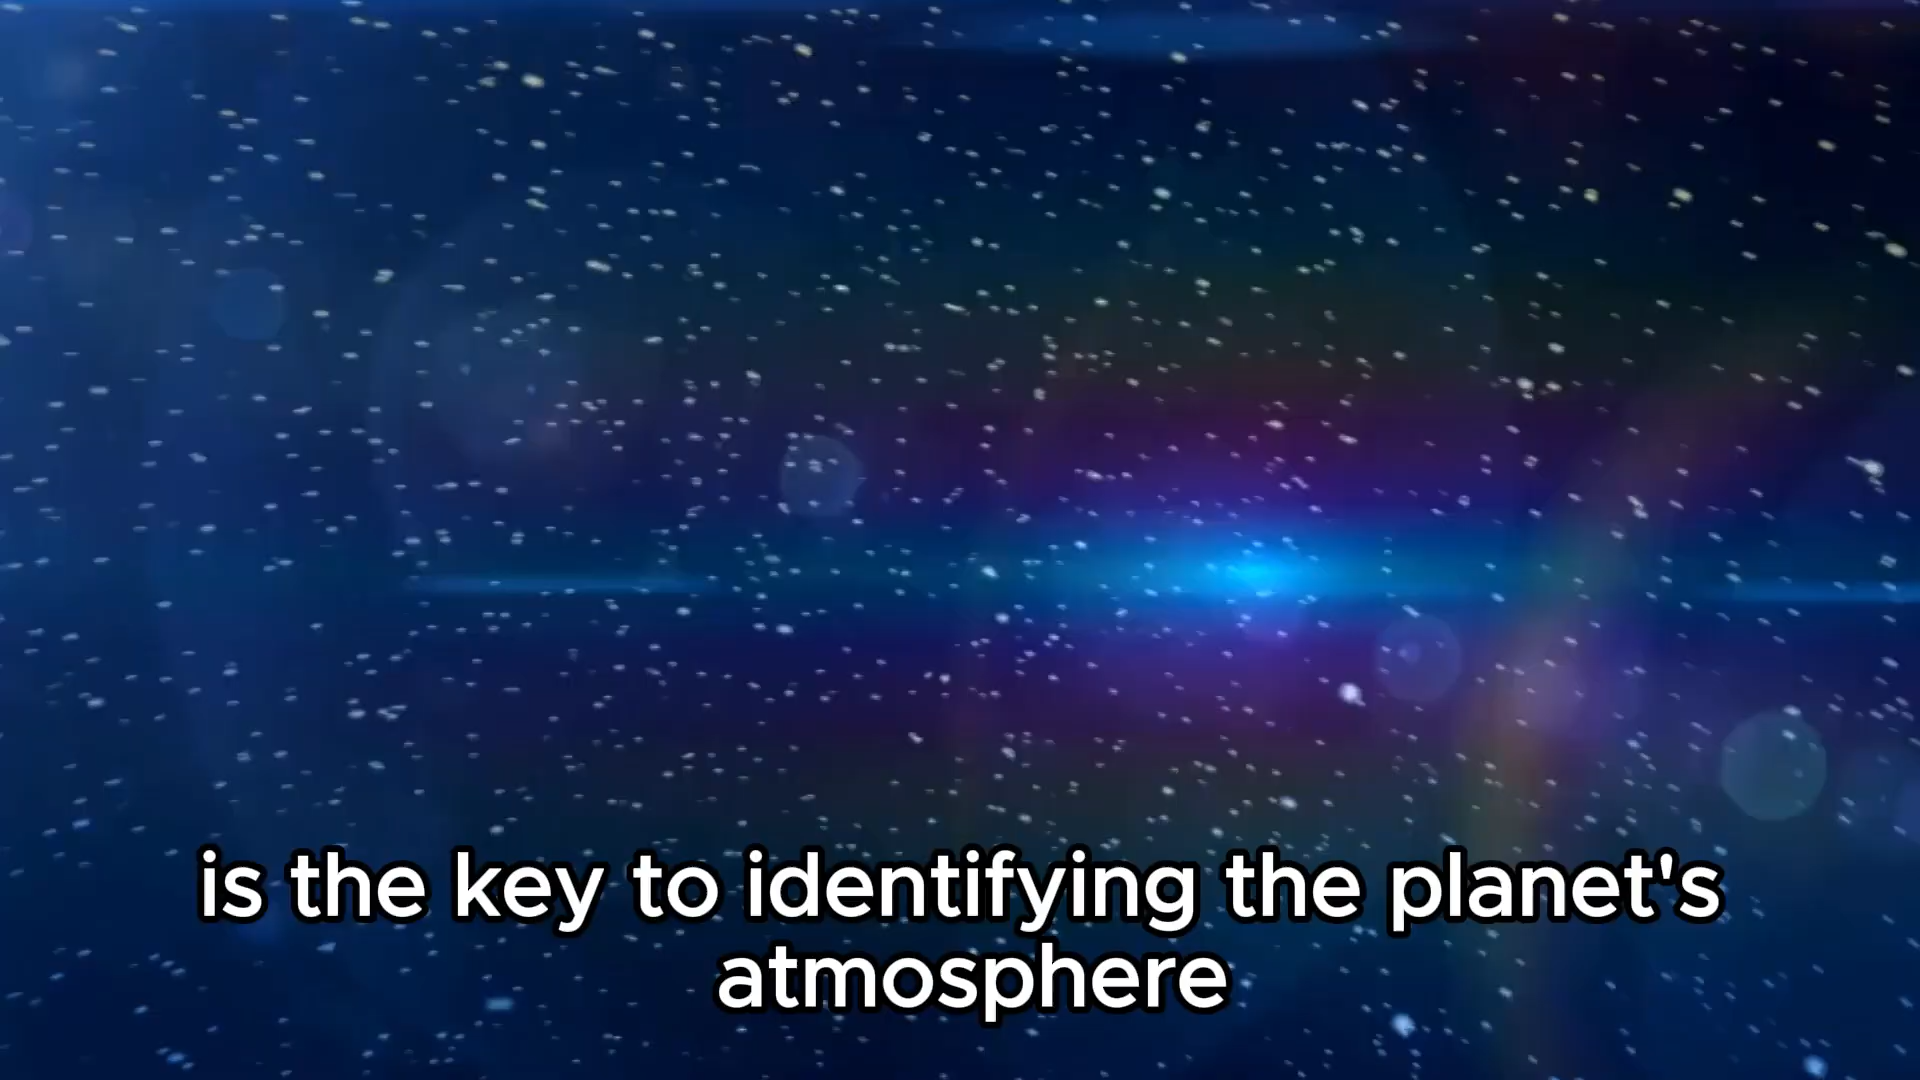 is the key to identifying the planet's
atmosphere